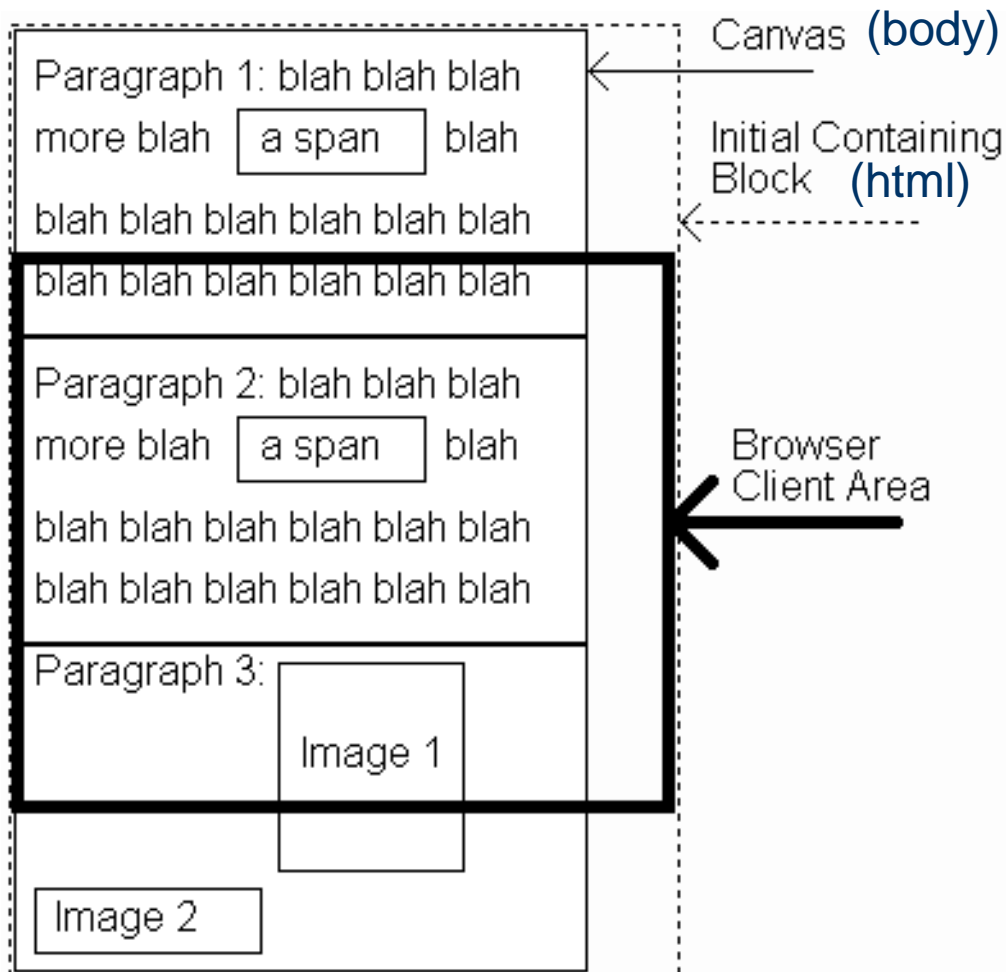 Canvas (body)
Paragraph 1: blah blah blah
more blah a span blah
Initial Containing
Block (html)
blah blah blah blah blah blah
blah blah blah blah blah blah
Paragraph 2: blah blah blah
more blah a span blah
Browser
Client Area
blah blah blah blah blah blah
blah blah blah blah blah blah
Paragraph 3:
Image 1
Image 2